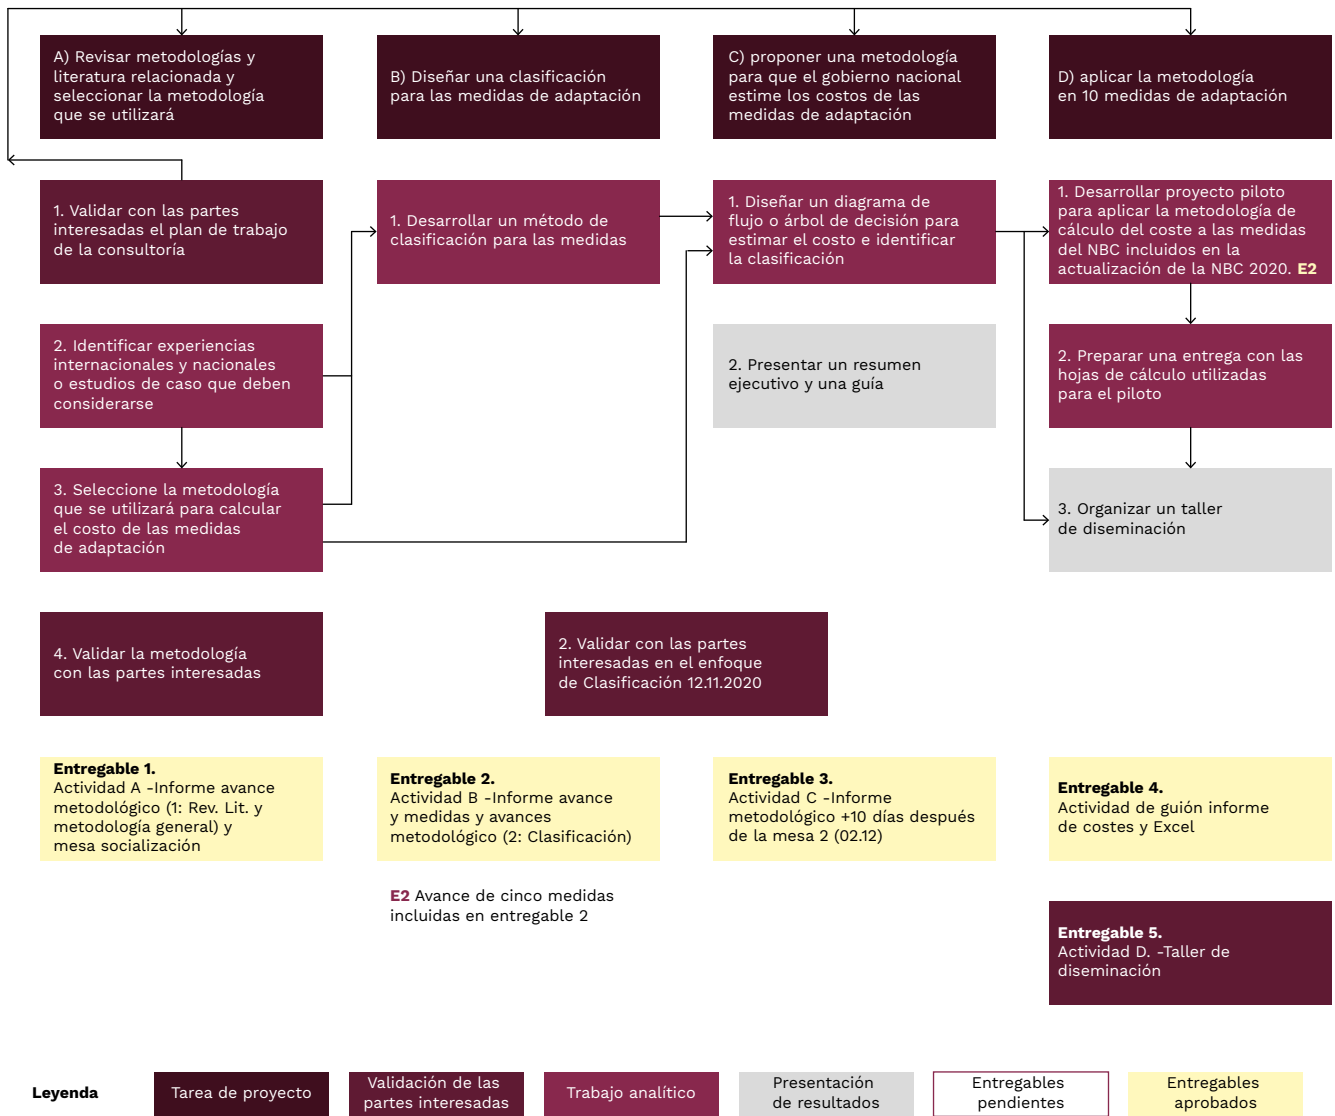 A) Revisar metodologías y
literatura relacionada y
seleccionar la metodología
que se utilizará
B) Diseñar una clasificación
para las medidas de adaptación
C) proponer una metodología
para que el gobierno nacional
estime los costos de las
medidas de adaptación
D) aplicar la metodología
en 10 medidas de adaptación
1. Validar con las partes
interesadas el plan de trabajo
de la consultoría
1. Desarrollar un método de
clasificación para las medidas
1. Diseñar un diagrama de
flujo o árbol de decisión para
estimar el costo e identificar
la clasificación
1. Desarrollar proyecto piloto
para aplicar la metodología de
cálculo del coste a las medidas
del NBC incluidos en la
actualización de la NBC 2020. E2
2. Identificar experiencias
internacionales y nacionales
o estudios de caso que deben
considerarse
2. Presentar un resumen
ejecutivo y una guía
2. Preparar una entrega con las
hojas de cálculo utilizadas
para el piloto
3. Seleccione la metodología
que se utilizará para calcular
el costo de las medidas
de adaptación
3. Organizar un taller
de diseminación
4. Validar la metodología
con las partes interesadas
2. Validar con las partes
interesadas en el enfoque
de Clasificación 12.11.2020
Entregable 1.
Actividad A -Informe avance
metodológico (1: Rev. Lit. y
metodología general) y
mesa socialización
Entregable 2.
Actividad B -Informe avance
y medidas y avances
metodológico (2: Clasificación)
Entregable 3.
Actividad C -Informe
metodológico +10 días después
de la mesa 2 (02.12)
Entregable 4.
Actividad de guión informe
de costes y Excel
E2 Avance de cinco medidas
incluidas en entregable 2
Entregable 5.
Actividad D. -Taller de
diseminación
Leyenda
Tarea de proyecto
Validación de las
partes interesadas
Trabajo analítico
Presentación
de resultados
Entregables
pendientes
Entregables
aprobados